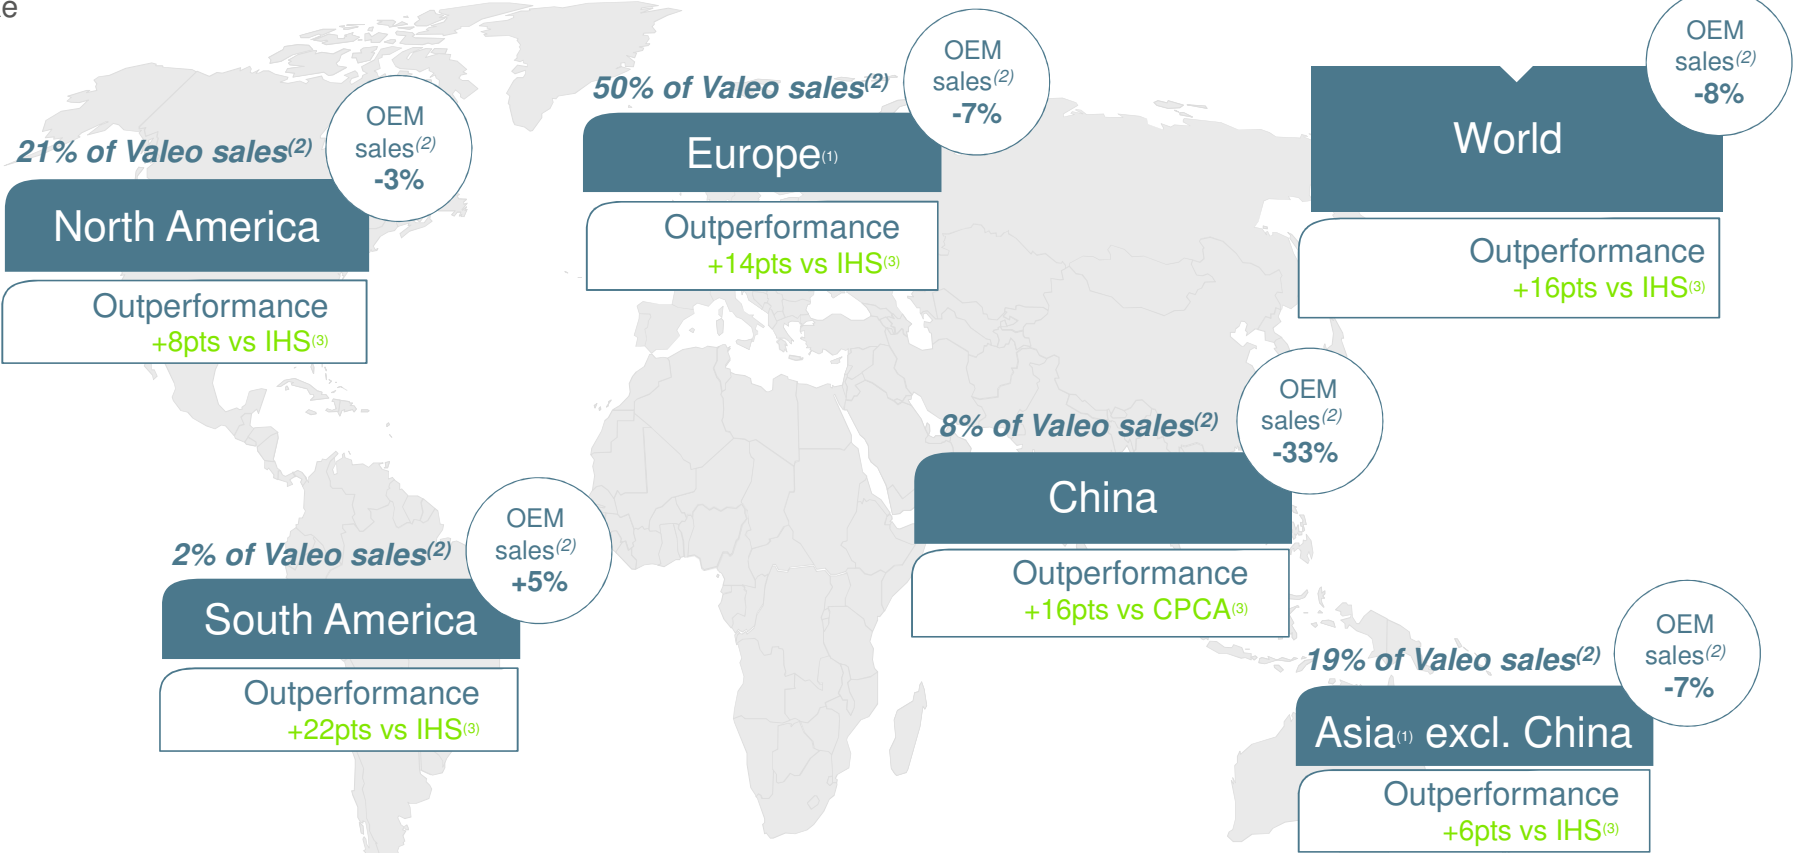 e
21% of Valeo sales(2)
OEM
sales(2)
-3%
North America
Outperformance
+8pts vs IHS(3)
50% of Valeo sales(2)
OEM
sales(2)
-7%
Europe(1)
Outperformance
+14pts vs IHS(3)
OEM
sales(2)
-8%
World
Outperformance
+16pts vs IHS(3)
8% of Valeo sales(2)
OEM
sales(2)
-33%
China
Outperformance
+16pts vs CPCA(3)
2% of Valeo sales(2)
OEM
sales(2)
+5%
South America
Outperformance
+22pts vs IHS(3)
19% of Valeo sales(2)
OEM
sales(2)
-7%
Asia(1) excl. China
Outperformance
+6pts vs IHS(3)